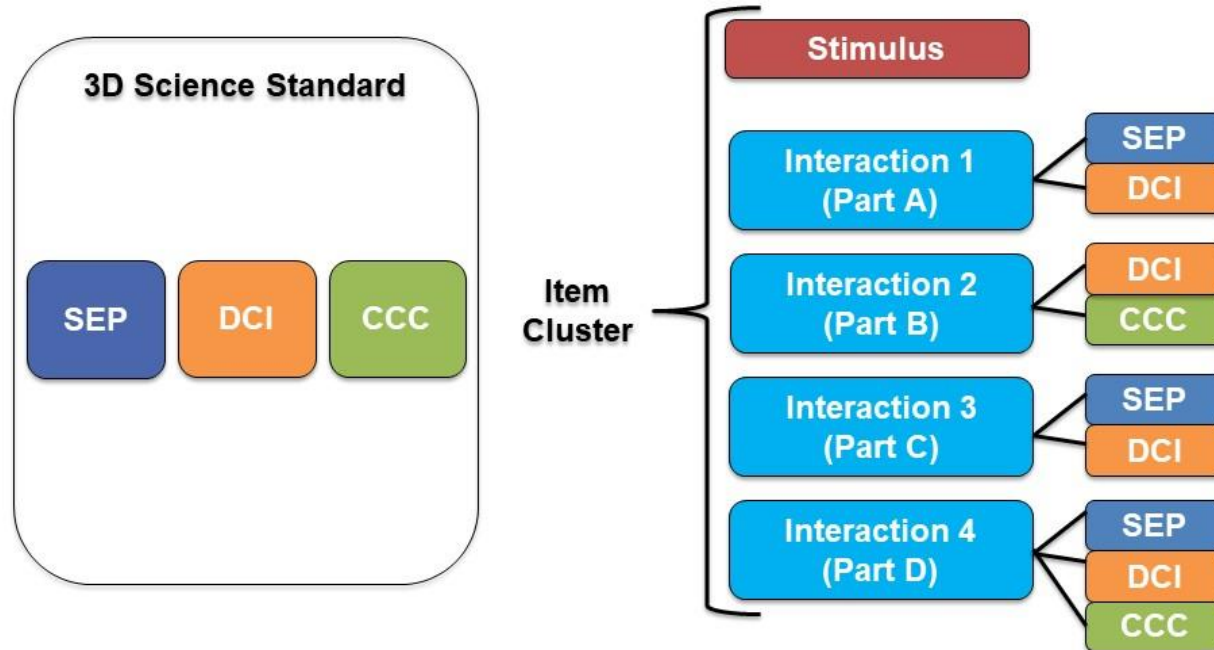 3D Science Standard
SEP
DCI
CCC
Item
Cluster
Stimulus
Interaction 1
(Part A)
SEP
DCI
Interaction 2
(Part B)
DCI
CCC
Interaction 3
(Part C)
SEP
DCI
Interaction 4
(Part D)
SEP
DCI
CCC